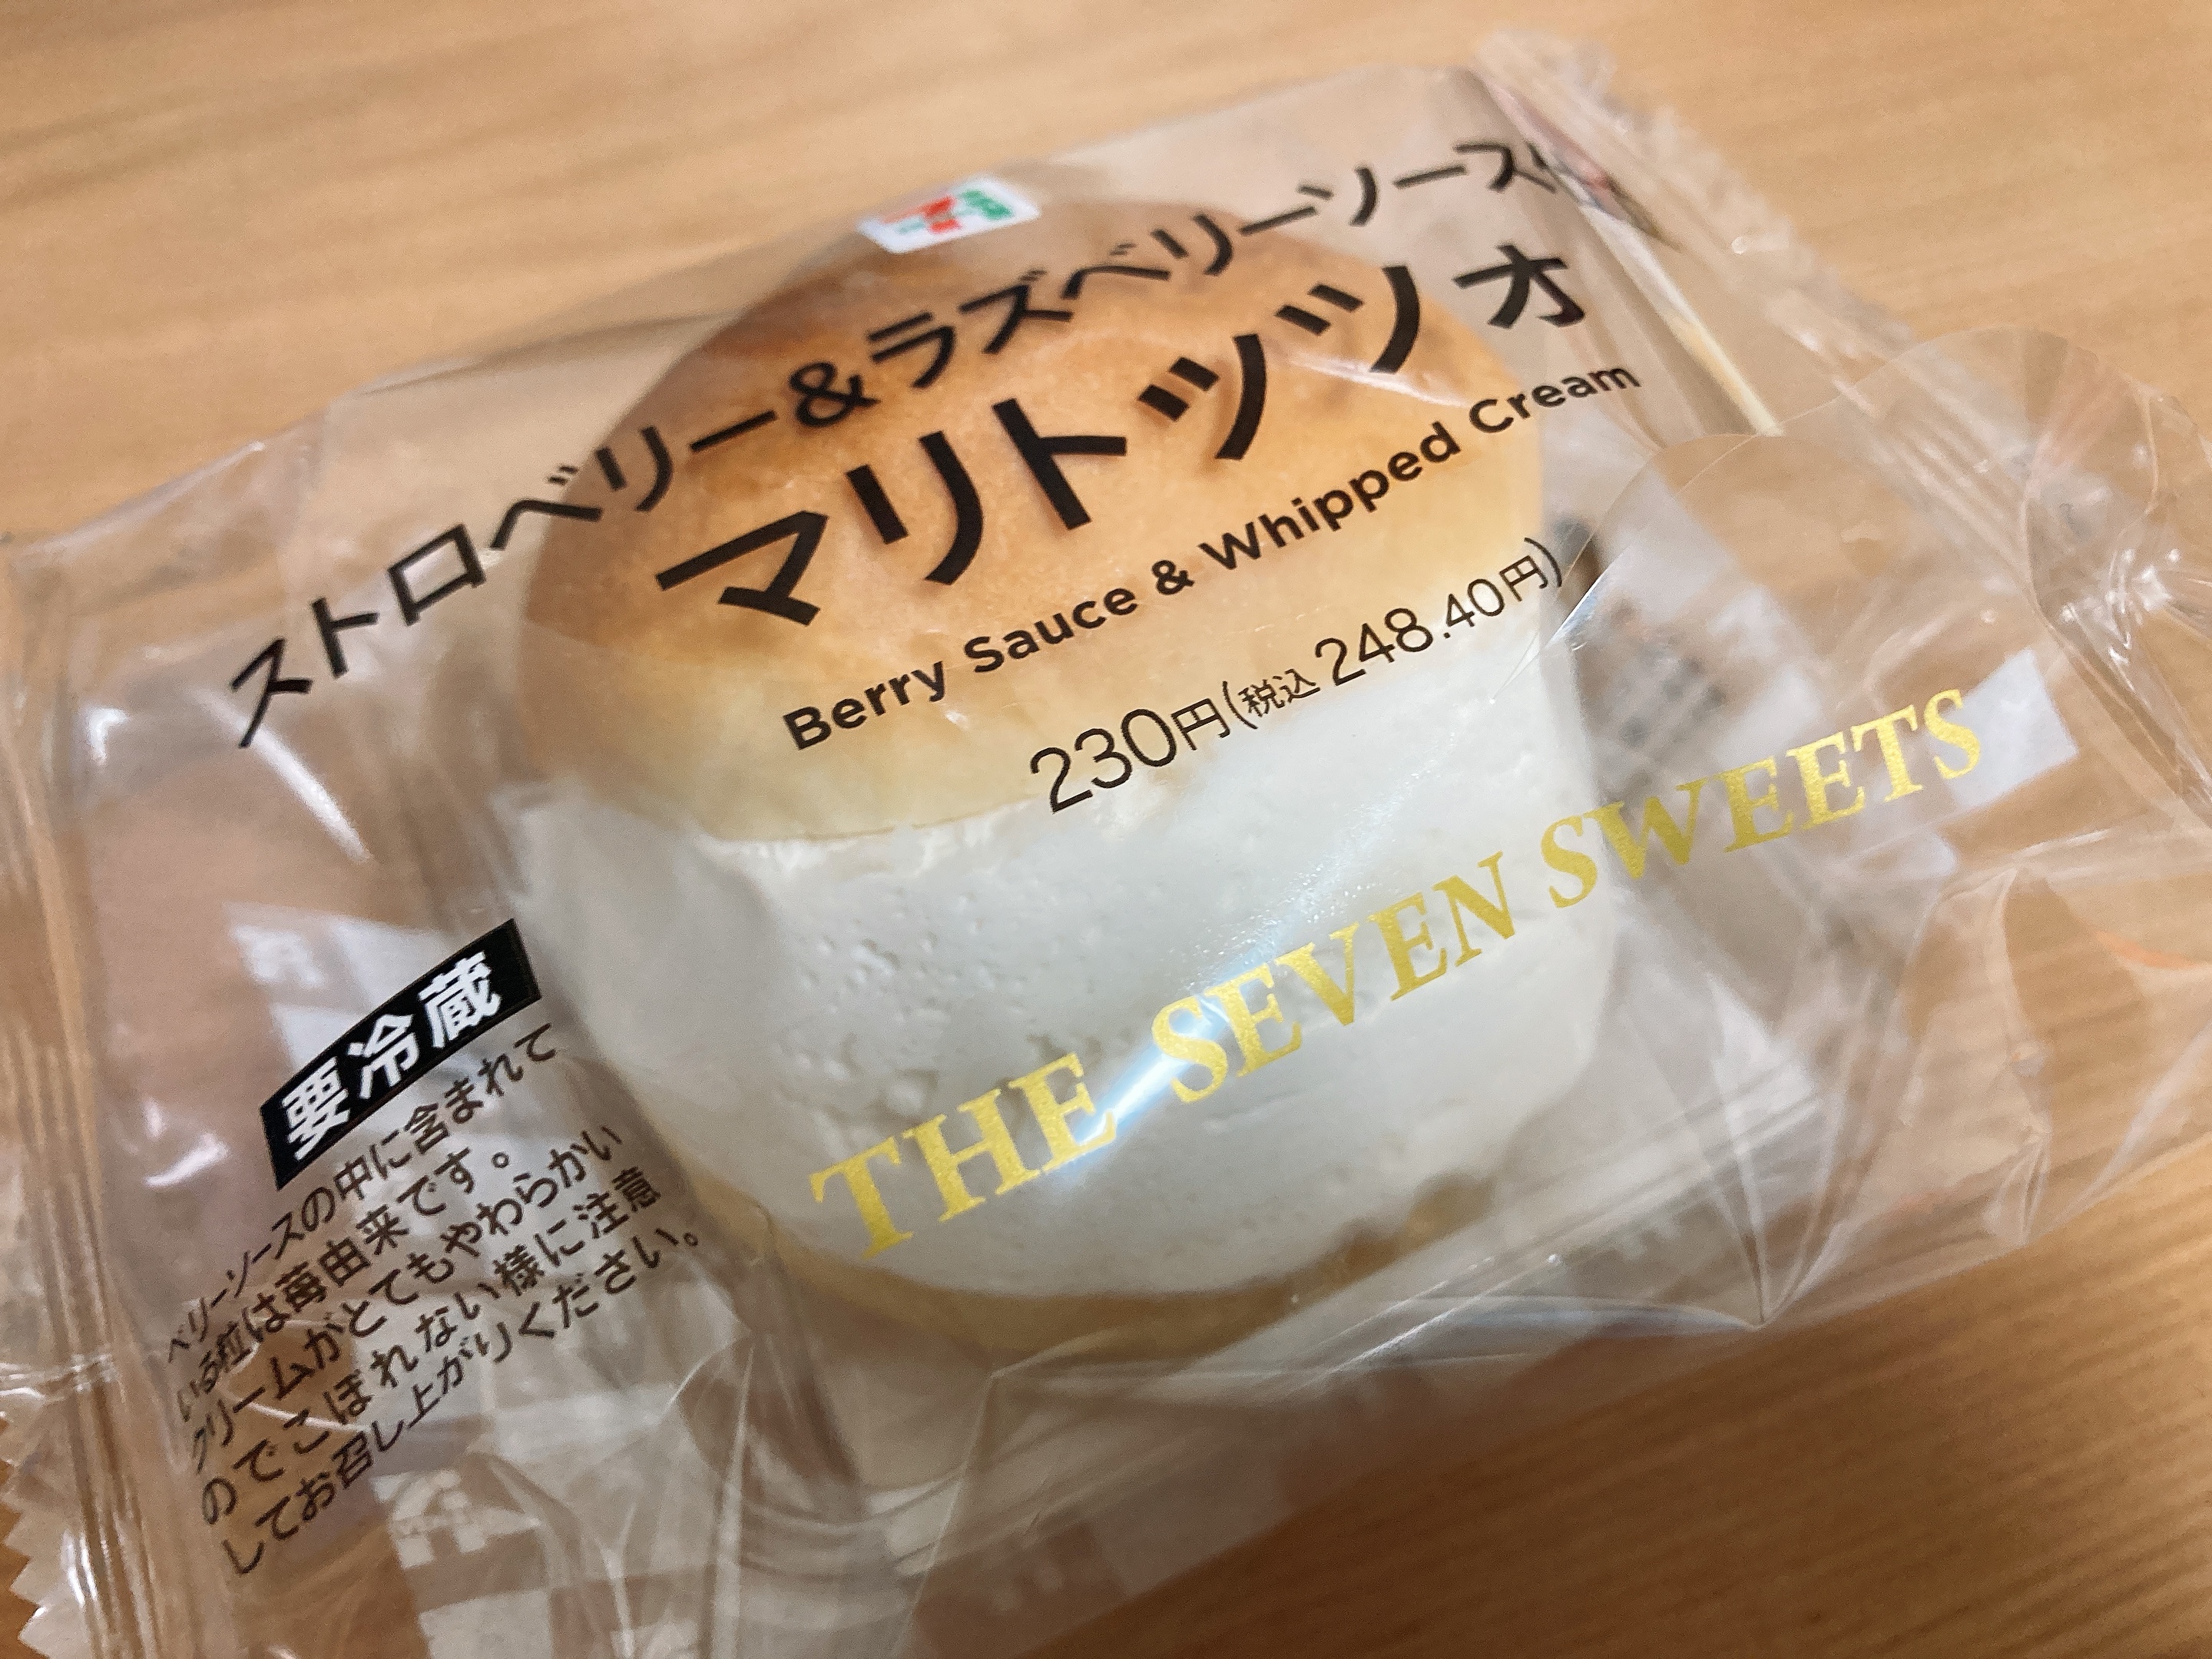 ストロベリー&ラズベリーソース
マリトッツオ
Berry Sauce & Whipped Cream
230円(税込 248.40円)
THE SEVEN SWEETS
要冷蔵
ベリーソースの中に含まれて
いる粒は苺由来です。
クリームがとてもやわらかい
のでこぼれない様に注意
してお召し上がりください。